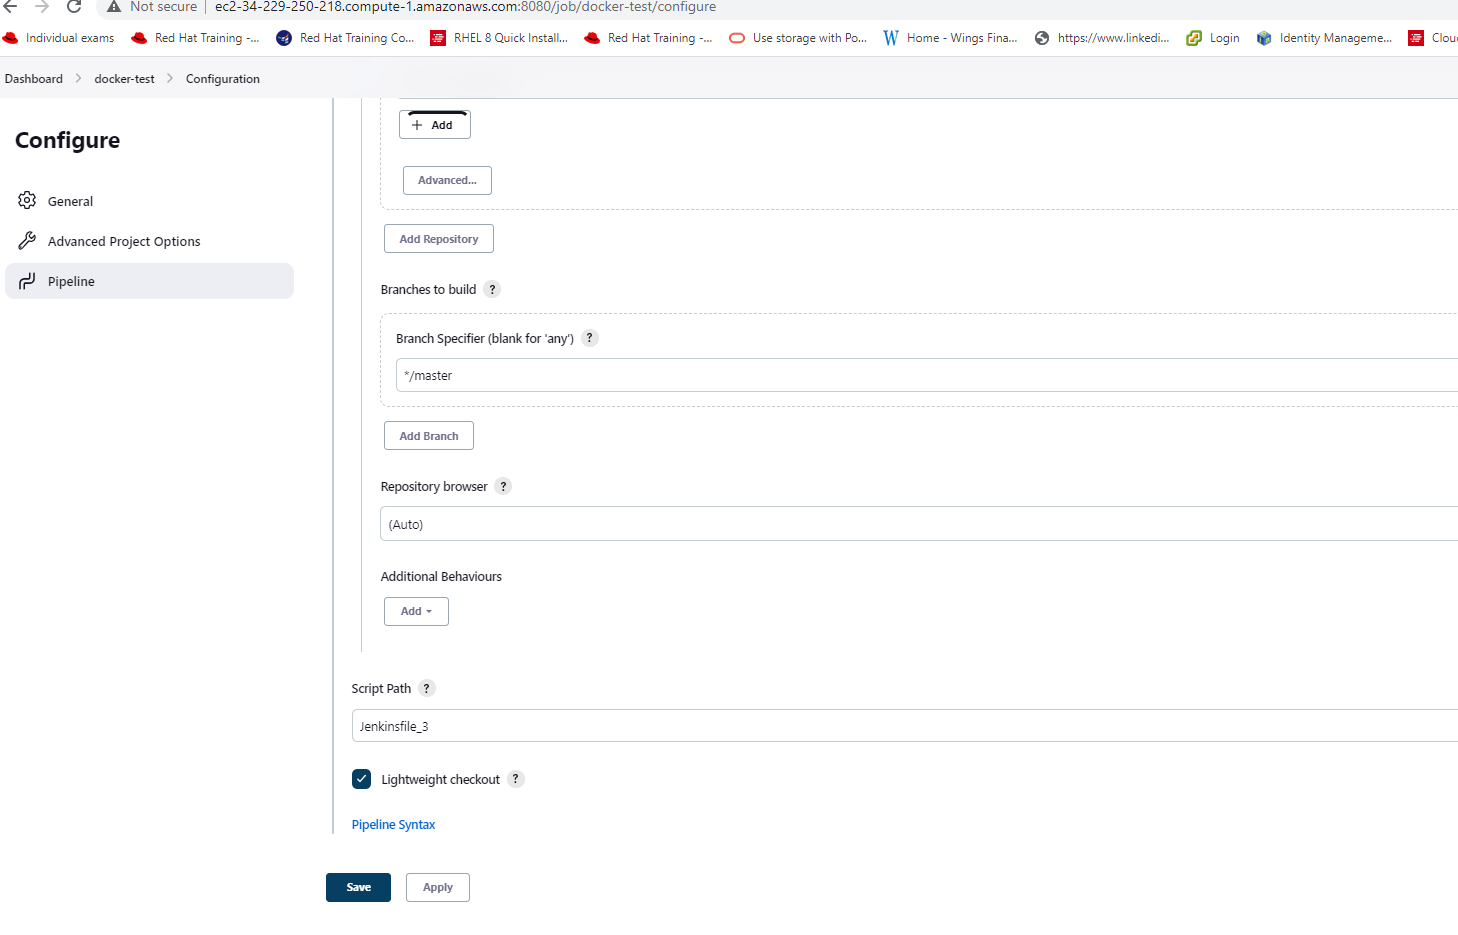 Not secure | ec2-34-229-250-218.compute-1.amazonaws.com:8080/job/docker-test/configure
Individual exams Red Hat Training -... Red Hat Training Co... RHEL 8 Quick Install... Red Hat Training -... Use storage with Po... Home - Wings Fina... https://www.linkedi... Login Identity Manageme... Clou
Dashboard > docker-test > Configuration
Configure
+ Add
Advanced...
General
Add Repository
Advanced Project Options
Pipeline
Branches to build ?
Branch Specifier (blank for 'any') ?
*/master
Add Branch
Repository browser ?
(Auto)
Additional Behaviours
Add
Script Path ?
Jenkinsfile_3
Lightweight checkout ?
Pipeline Syntax
Save Apply